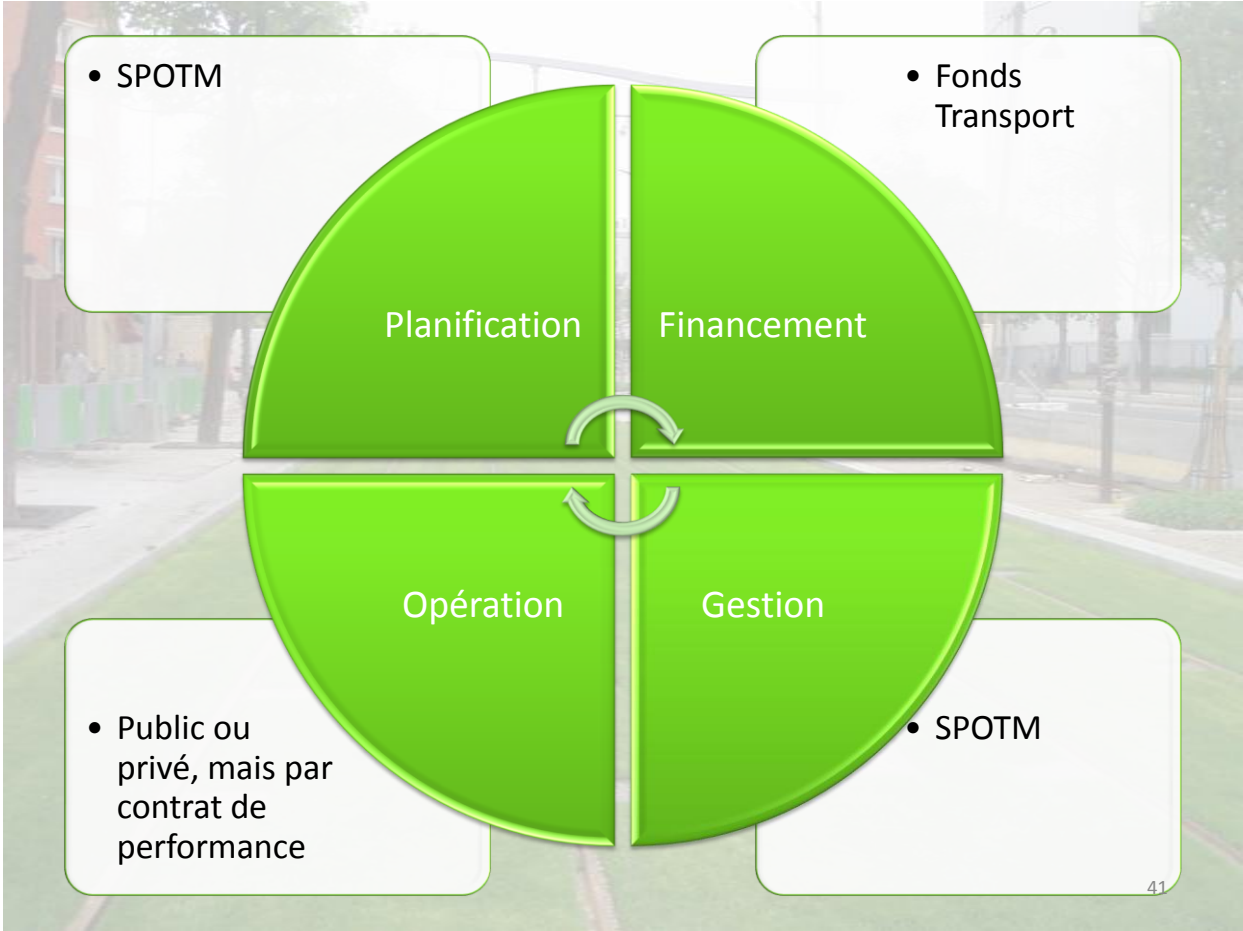 • SPOTM
• Fonds
Transport
Planification
Financement
Opération
Gestion
• Public ou
privé, mais par
contrat de
performance
• SPOTM
41